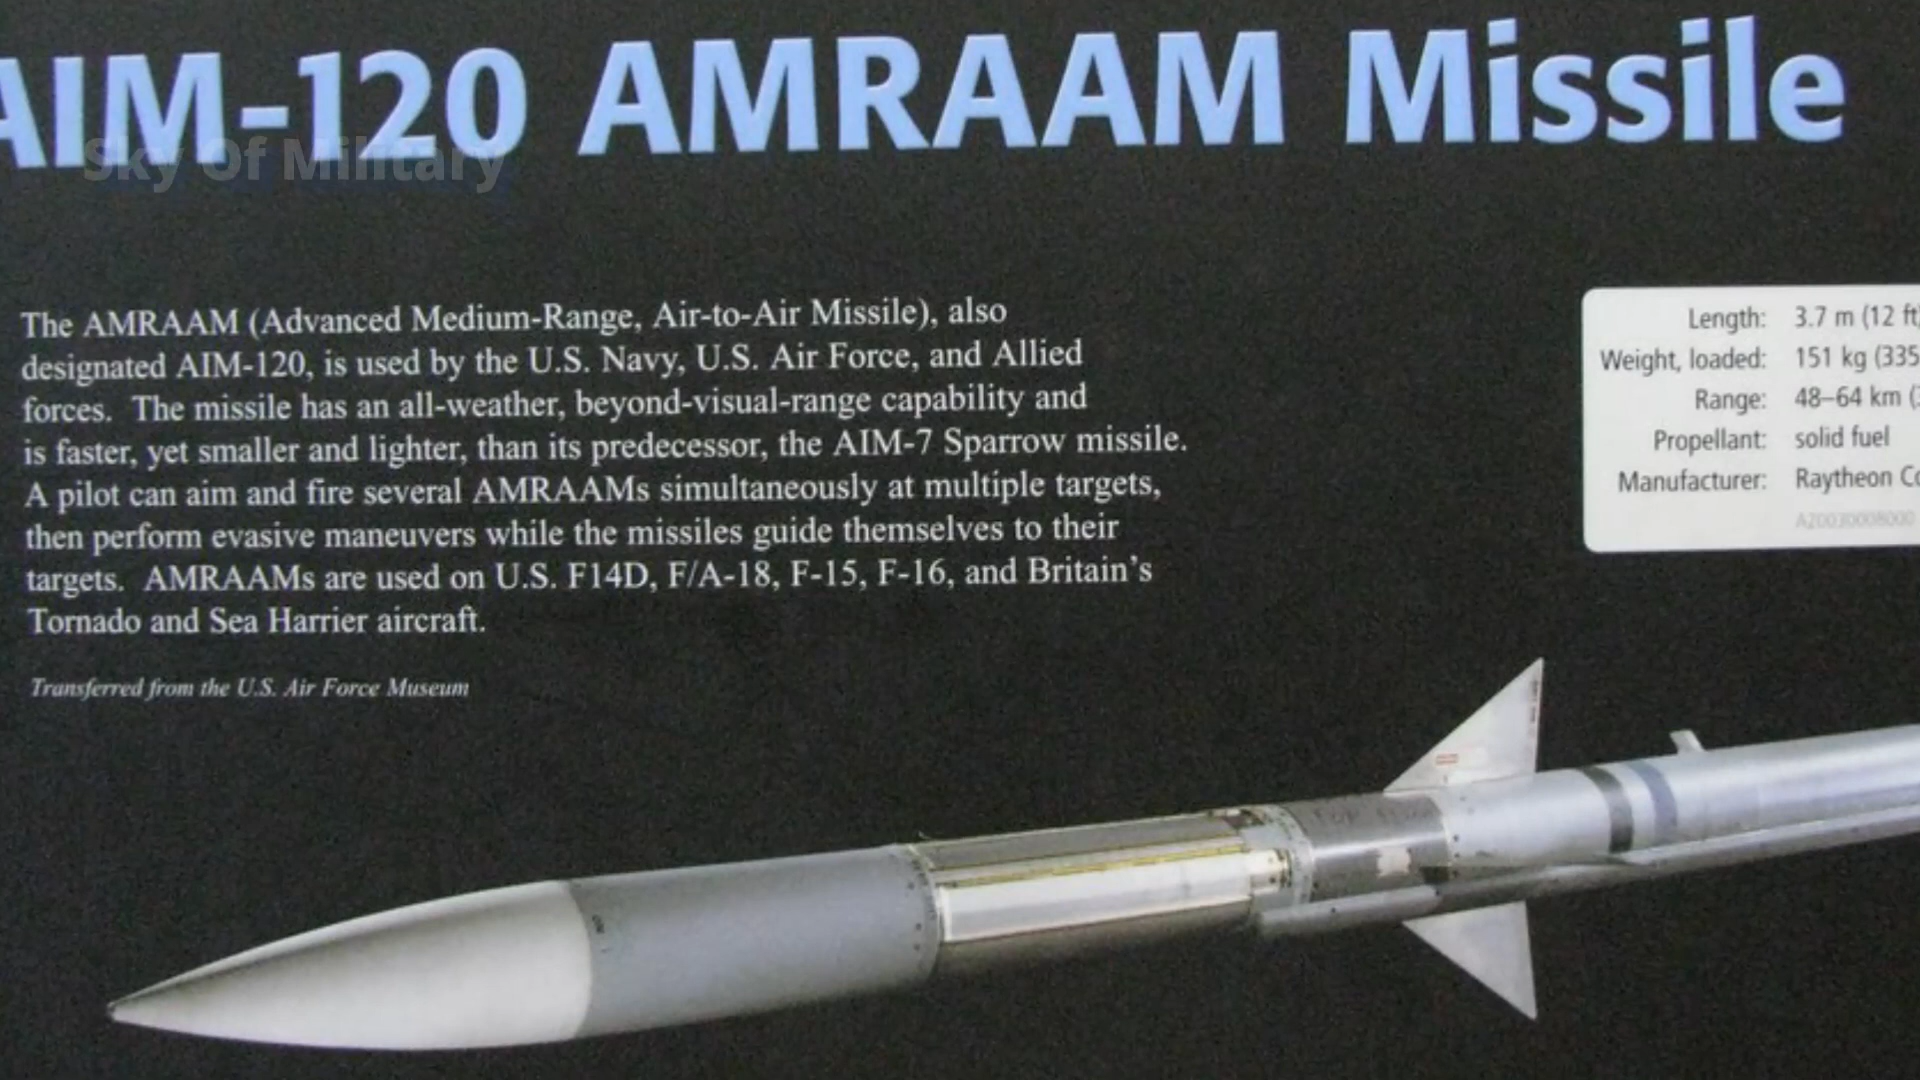 AIM-120 AMRAAM Missile
Sky Of Military
The AMRAAM (Advanced Medium-Range, Air-to-Air Missile), also
designated AIM-120, is used by the U.S. Navy, U.S. Air Force, and Allied
forces. The missile has an all-weather, beyond-visual-range capability and
is faster, yet smaller and lighter, than its predecessor, the AIM-7 Sparrow missile.
A pilot can aim and fire several AMRAAMs simultaneously at multiple targets,
then perform evasive maneuvers while the missiles guide themselves to their
targets. AMRAAMs are used on U.S. F14D, F/A-18, F-15, F-16, and Britain's
Tornado and Sea Harrier aircraft.
Transferred from the U.S. Air Force Museum
Length: 3.7 m (12 ft)
Weight, loaded: 151 kg (335
Range: 48–64 km (
Propellant: solid fuel
Manufacturer: Raytheon Co
A20030008000